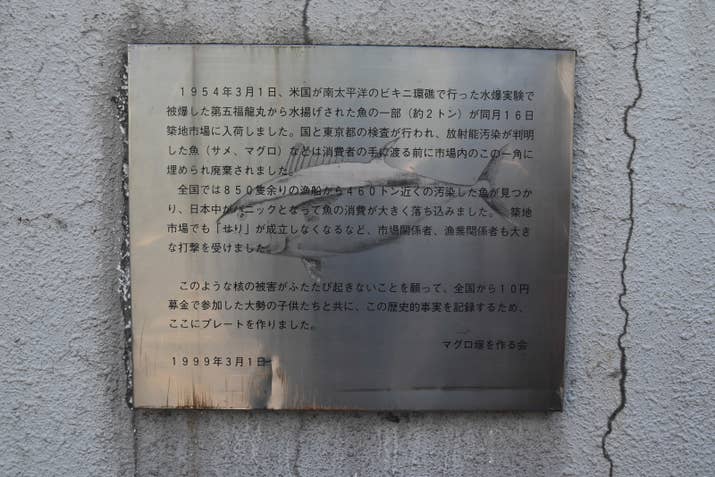 1954年3月1日、米国が南太平洋のビキニ環礁で行った水爆実験で
被爆した第五福竜丸から水揚げされた魚の一部（約2トン）が同月16日
築地市場に入荷しました。国と東京都の検査が行われ、放射能汚染が判明
した魚（サメ、マグロ）などは消費者の手に渡る前に市場内のこの一角に
埋められ廃棄されました。
全国では850隻余りの漁船から460トン近くの汚染した魚が見つか
り、日本中がパニックとなって魚の消費が大きく落ち込みました。築地
市場でも「せり」が成立しなくなるなど、市場関係者、漁業関係者も大き
な打撃を受けました。
このような核の被害がふたたび起きないことを願って、全国から10円
募金で参加した大勢の子供たちと共に、この歴史的事実を記録するため、
ここにプレートを作りました。
マグロ塚を作る会
1999年3月1日